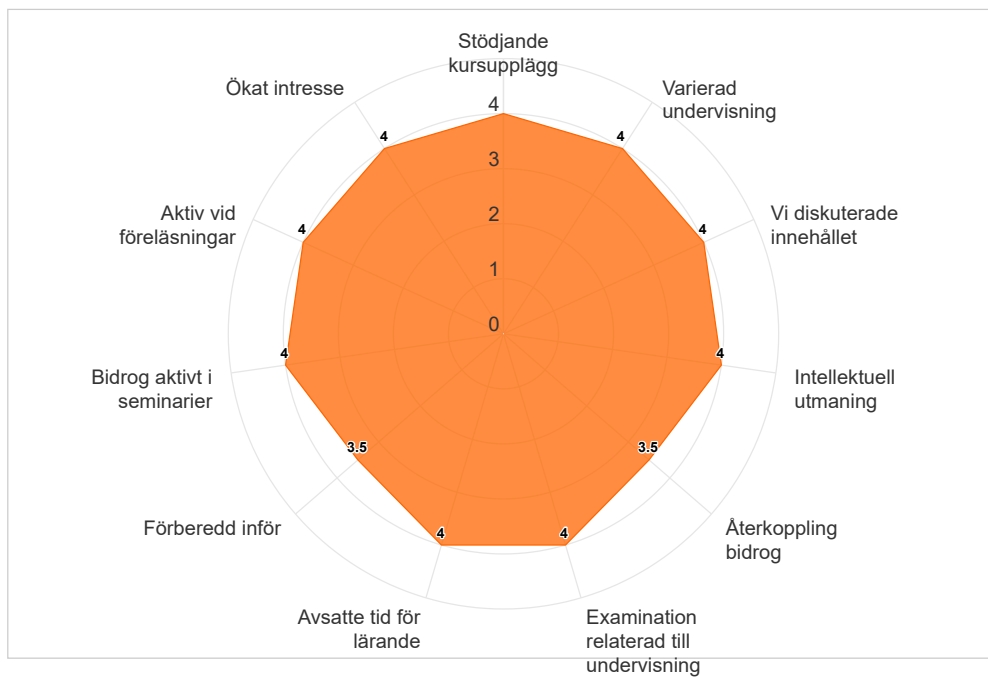 Stödjande
kursupplägg
Ökat intresse
Varierad
undervisning
4
4
4
3
Aktiv vid
föreläsningar
4
2
4
Vi diskuterade
innehållet
1
0
Bidrog aktivt i
seminarier
4
4
Intellektuell
utmaning
3.5
3.5
Förberedd inför
Återkoppling
bidrog
4
4
Avsatte tid för
lärande
Examination
relaterad till
undervisning